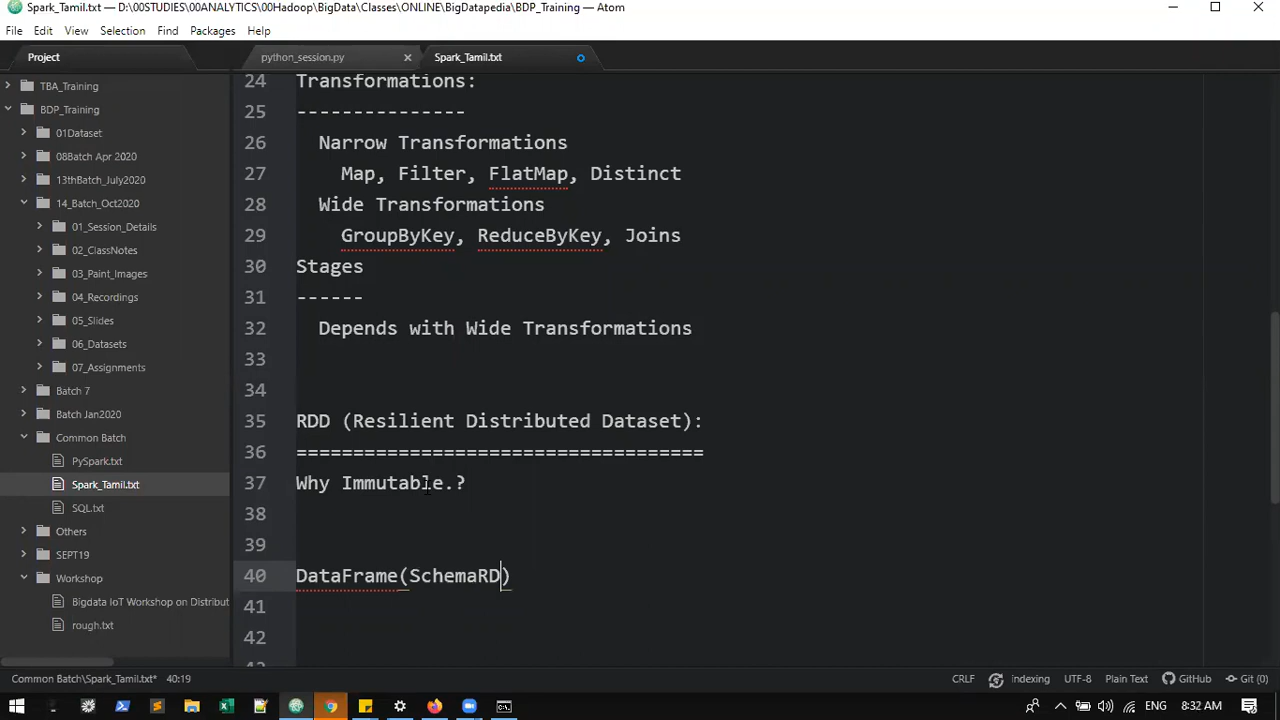 Spark_Tamil.txt — D:\00STUDIES\00ANALYTICS\00Hadoop\BigData\Classes\ONLINE\BigDatapedia\BDP_Training — Atom
File Edit View Selection Find Packages Help
Project
python_session.py
Spark_Tamil.txt
TBA_Training
BDP_Training
01Dataset
08Batch Apr 2020
13thBatch_July2020
14_Batch_Oct2020
01_Session_Details
02_ClassNotes
03_Paint_Images
04_Recordings
05_Slides
06_Datasets
07_Assignments
Batch 7
Batch Jan2020
Common Batch
PySpark.txt
Spark_Tamil.txt
SQL.txt
Others
SEPT19
Workshop
Bigdata IoT Workshop on Distribut
rough.txt
24 Transformations:
25 ---------------
26 Narrow Transformations
27 Map, Filter, FlatMap, Distinct
28 Wide Transformations
29 GroupByKey, ReduceByKey, Joins
30 Stages
31 ------
32 Depends with Wide Transformations
33
34
35 RDD (Resilient Distributed Dataset):
36 ====================================
37 Why Immutable.?
38
39
40 DataFrame(SchemaRD)
41
42
Common Batch\Spark_Tamil.txt* 40:19 CRLF Indexing UTF-8 Plain Text GitHub Git (0)
ENG 8:32 AM